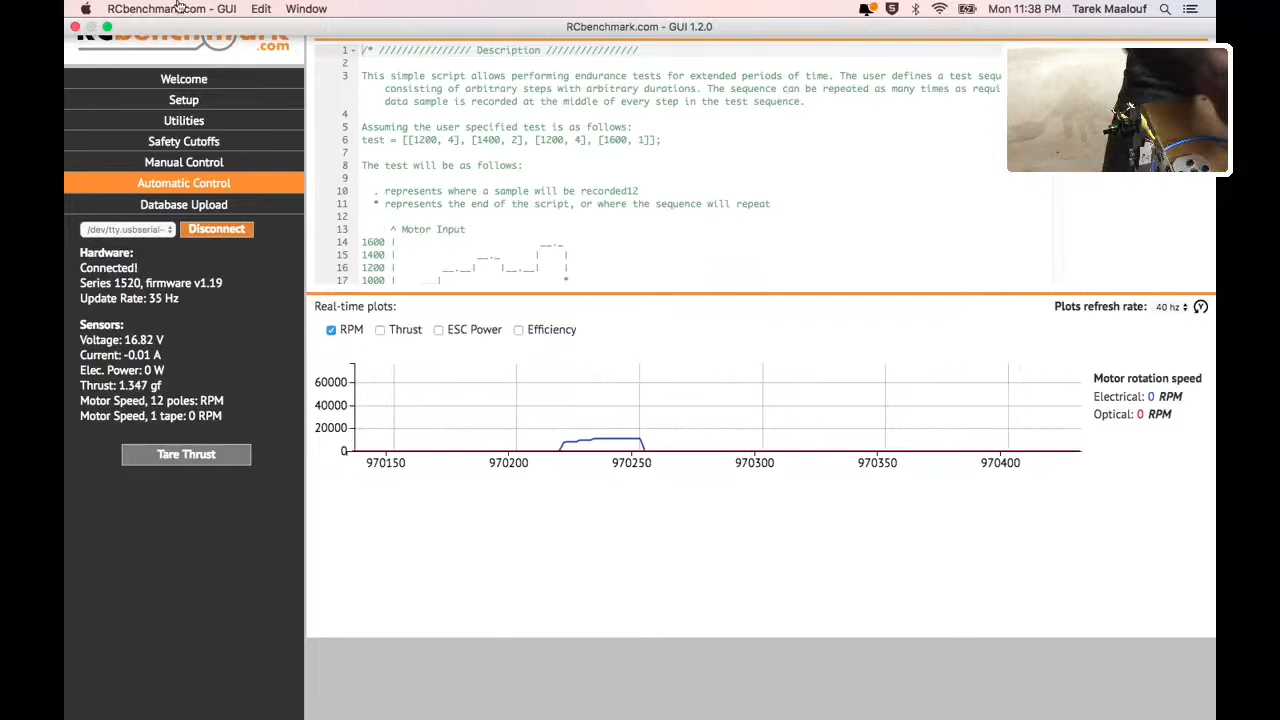 RCbenchmark.com - GUI Edit Window
Mon 11:38 PM Tarek Maalouf
RCbenchmark.com - GUI 1.2.0
RCbenchmark
.com
Welcome
Setup
Utilities
Safety Cutoffs
Manual Control
Automatic Control
Database Upload
/dev/tty.usbserial- Disconnect
Hardware:
Connected!
Series 1520, firmware v1.19
Update Rate: 35 Hz
Sensors:
Voltage: 16.82 V
Current: -0.01 A
Elec. Power: 0 W
Thrust: 1.347 gf
Motor Speed, 12 poles: RPM
Motor Speed, 1 tape: 0 RPM
Tare Thrust
1 /* //////////////// Description ////////////////
2
3 This simple script allows performing endurance tests for extended periods of time. The user defines a test sequ
consisting of arbitrary steps with arbitrary durations. The sequence can be repeated as many times as requi
data sample is recorded at the middle of every step in the test sequence.
4
5 Assuming the user specified test is as follows:
6 test = [[1200, 4], [1400, 2], [1200, 4], [1600, 1]];
7
8 The test will be as follows:
9
10 . represents where a sample will be recorded12
11 * represents the end of the script, or where the sequence will repeat
12
13 ^ Motor Input
14 1600 | __._
15 1400 | __._ | |
16 1200 | __.__| |__.__| |
17 1000 | ___| *
Real-time plots:
Plots refresh rate: 40 hz
RPM Thrust ESC Power Efficiency
60000
40000
20000
0
970150 970200 970250 970300 970350 970400
Motor rotation speed
Electrical: 0 RPM
Optical: 0 RPM